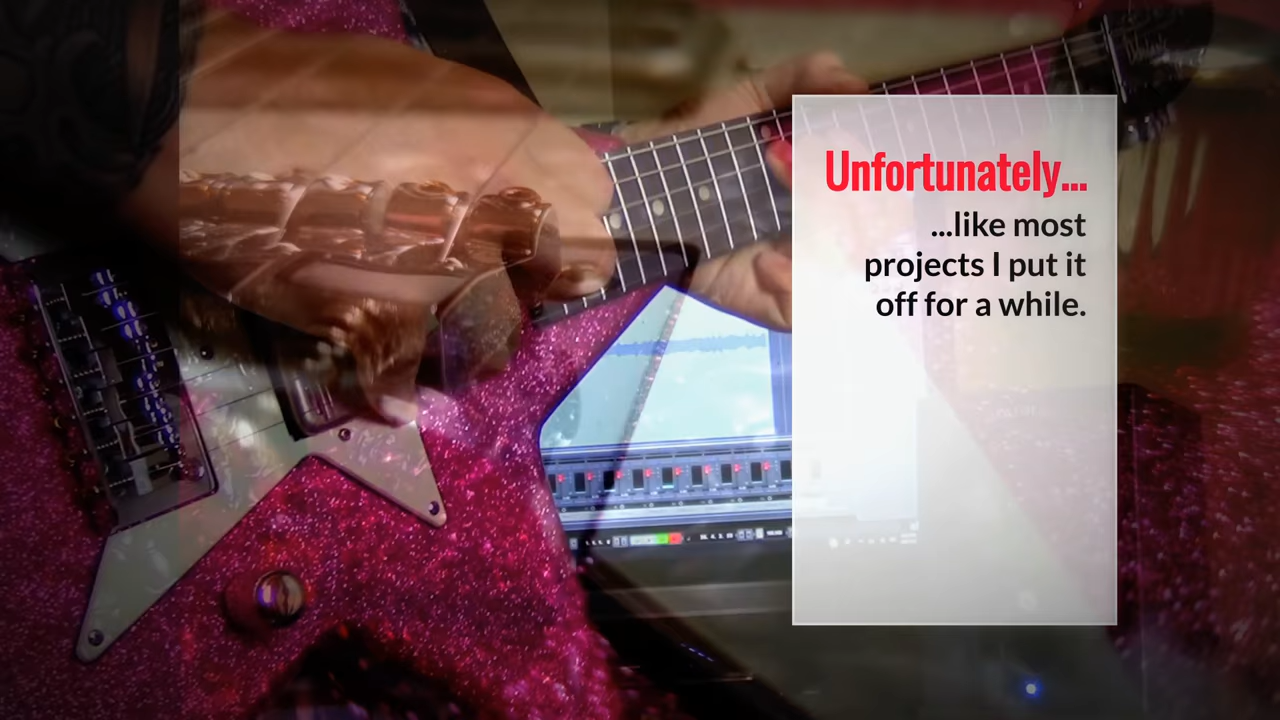 Unfortunately...
...like most
projects I put it
off for a while.